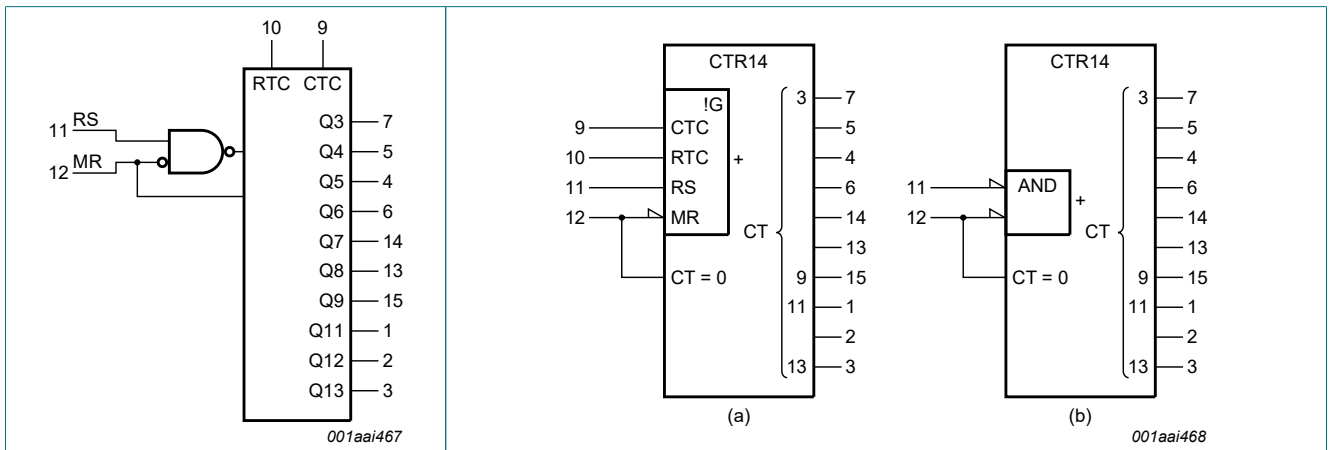 10 9
RTC CTC
11 RS
12 MR
Q3 7
Q4 5
Q5 4
Q6 6
Q7 14
Q8 13
Q9 15
Q11 1
Q12 2
Q13 3
001aai467
CTR14
!G
9 CTC
10 RTC
11 RS
12 MR
+
CT = 0
CT
3 7
5
4
6
14
13
9 15
11 1
2
13 3
(a)
CTR14
11 AND
12
+
CT = 0
CT
3 7
5
4
6
14
13
9 15
11 1
2
13 3
(b)
001aai468